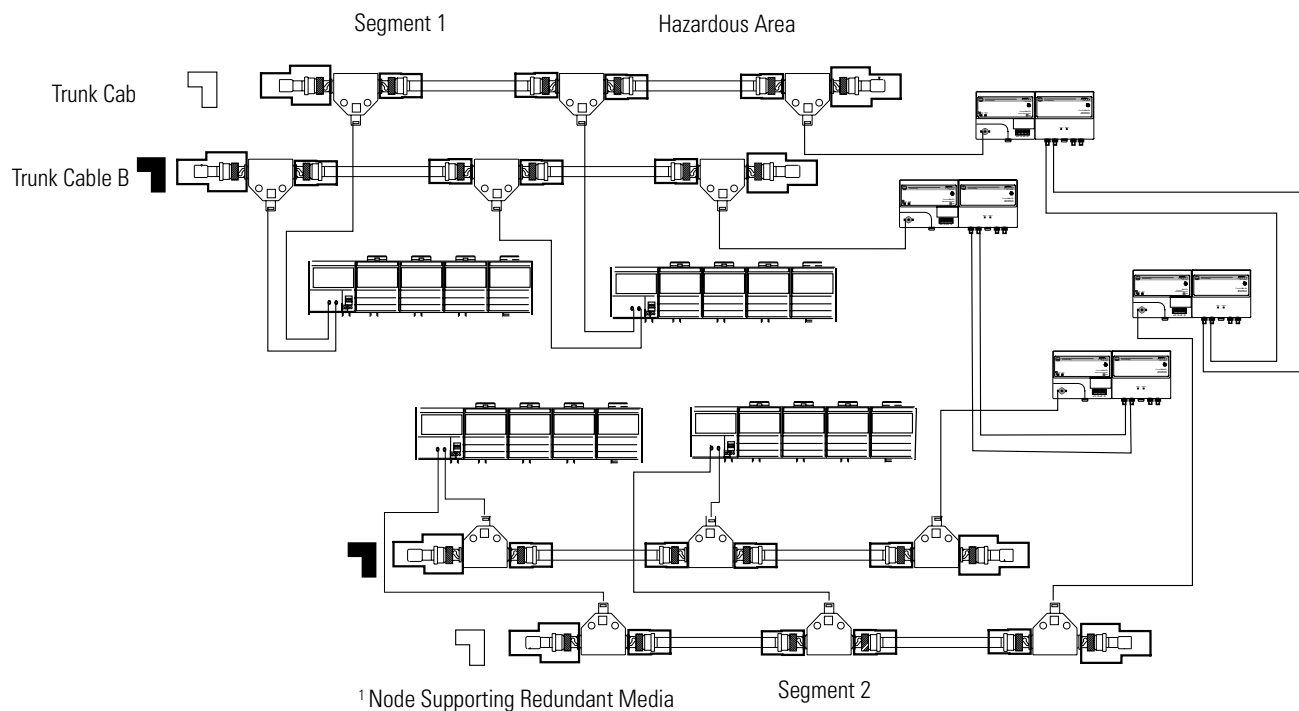 Segment 1
Hazardous Area
Trunk Cab
Trunk Cable B
Segment 2
1 Node Supporting Redundant Media